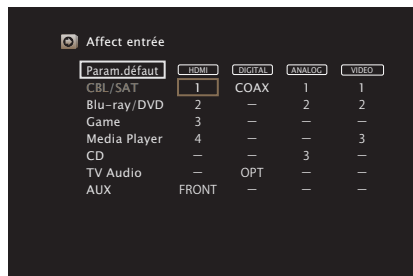 Affect entrée
Param.défaut HDMI DIGITAL ANALOG VIDEO
CBL/SAT 1 COAX 1 1
Blu-ray/DVD 2 — 2 2
Game 3 — — —
Media Player 4 — — 3
CD — — 3 —
TV Audio — OPT — —
AUX FRONT — — —